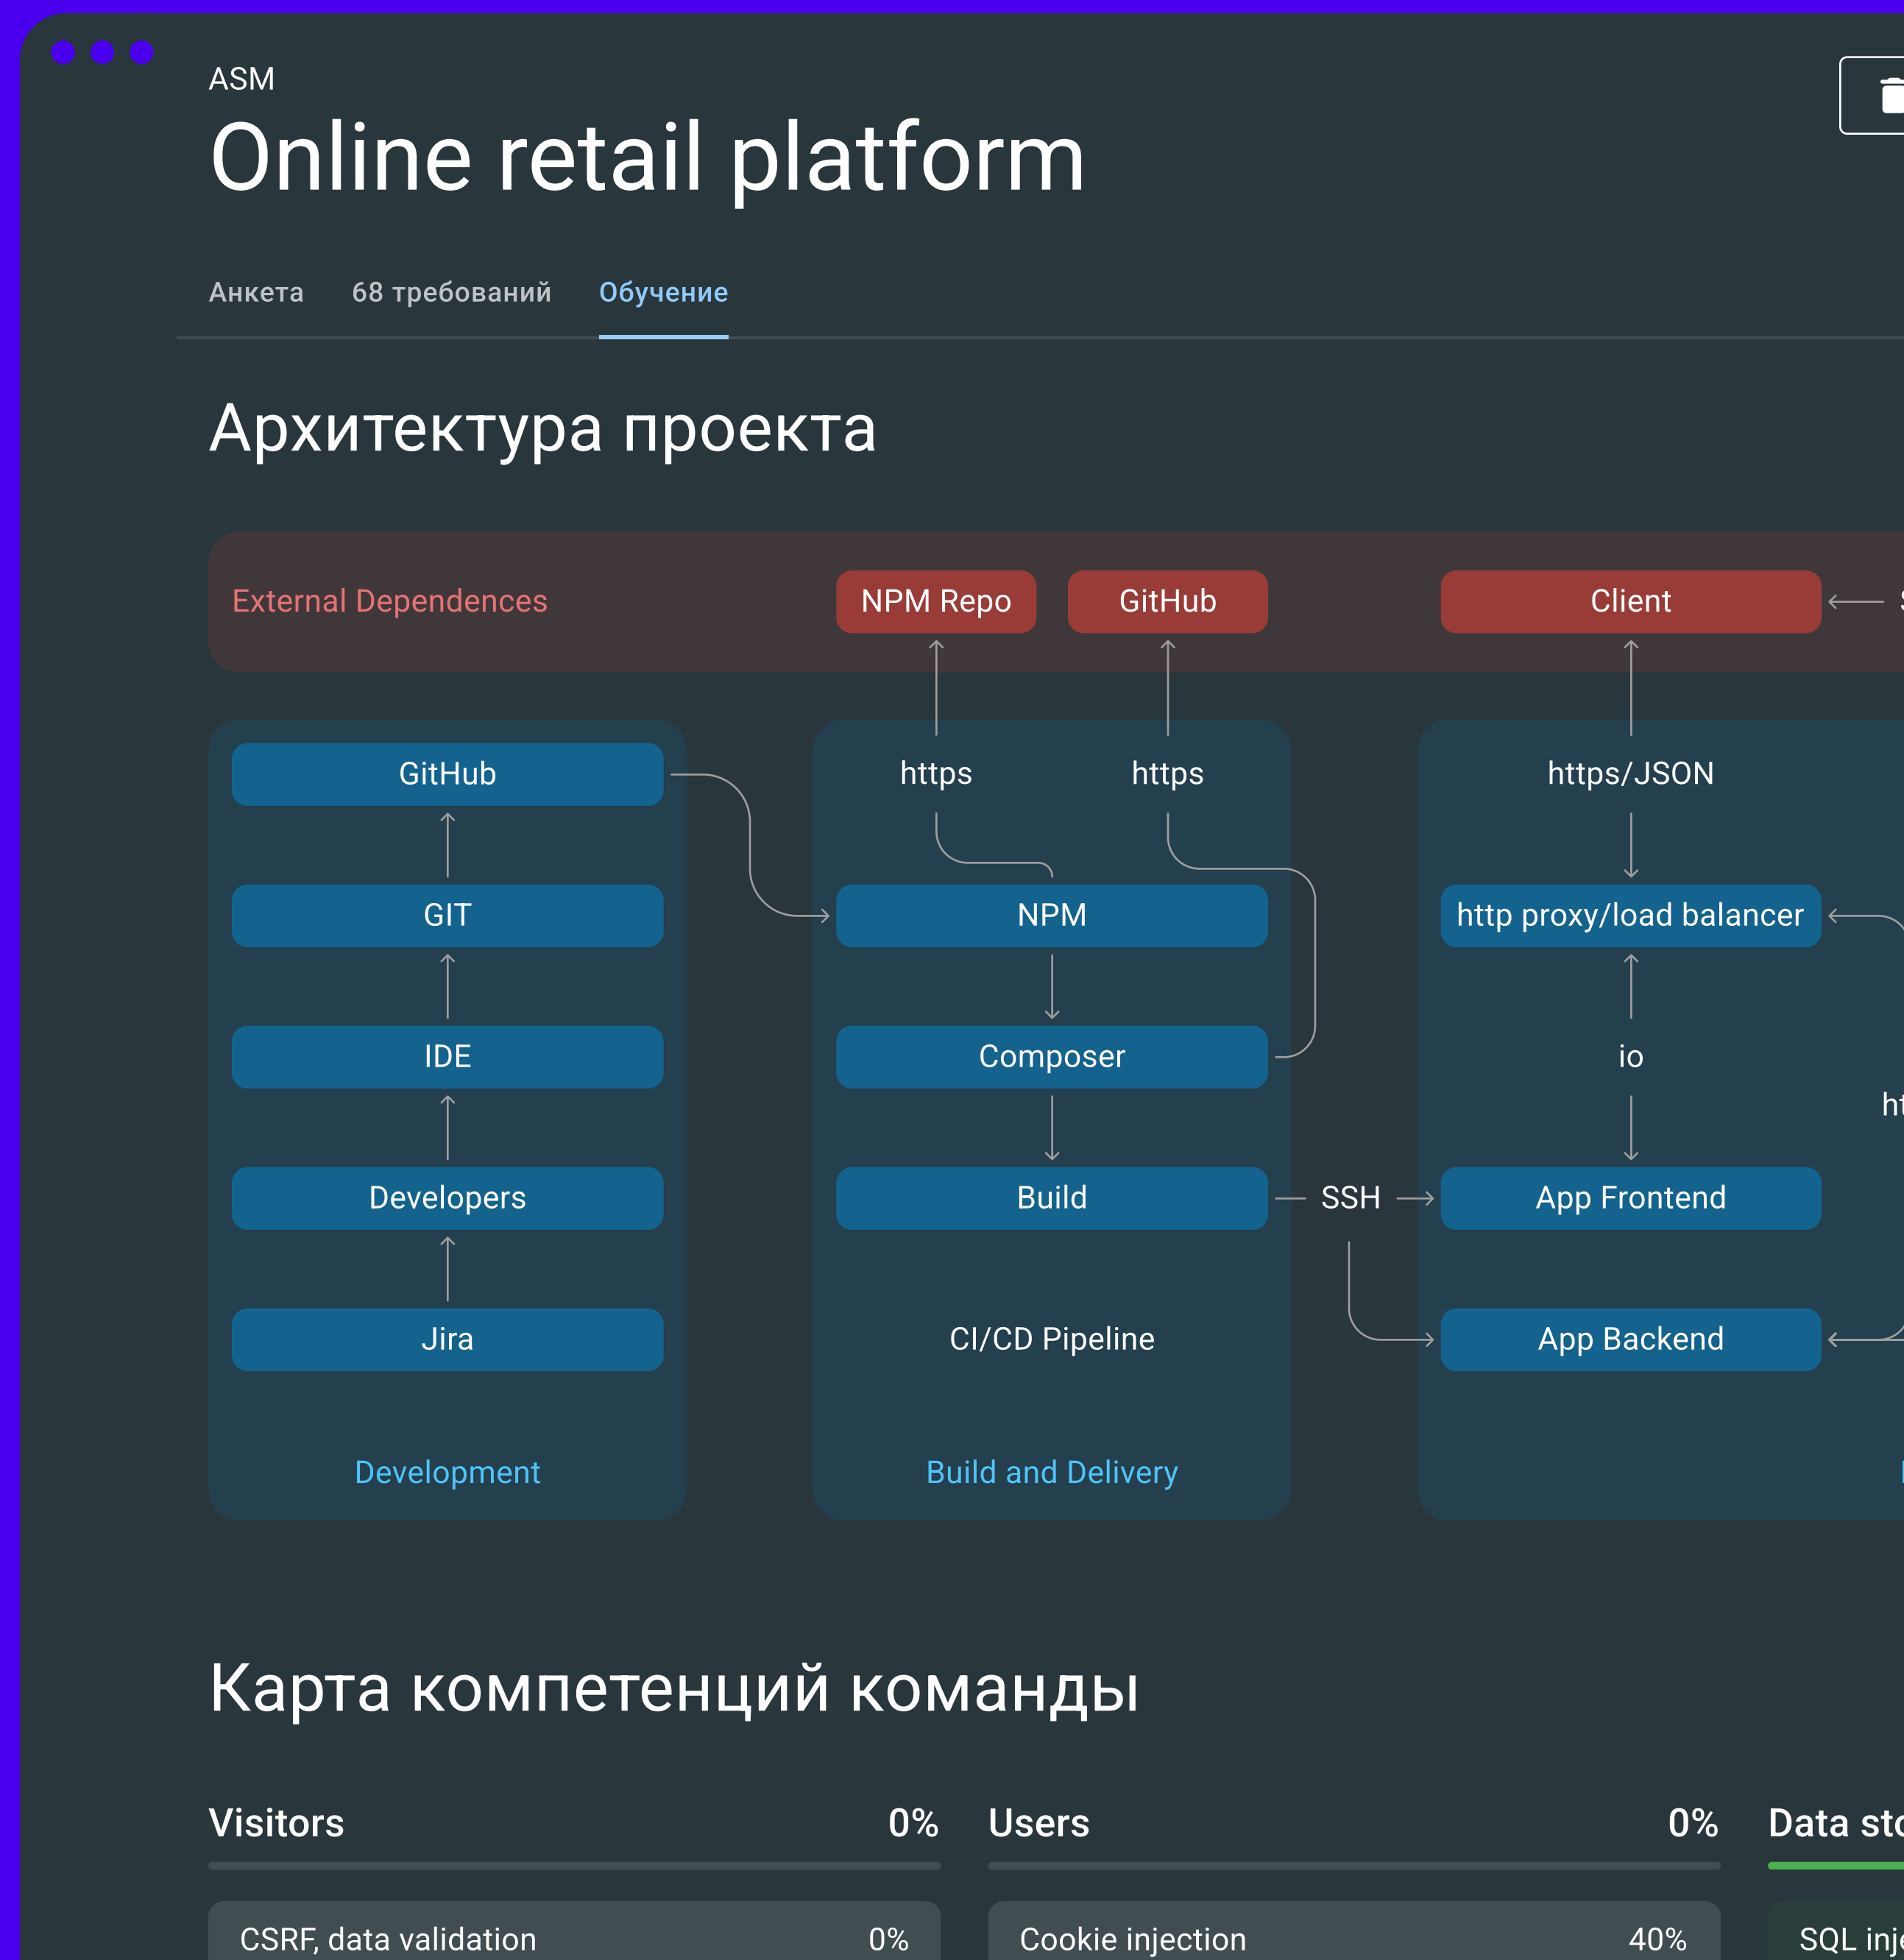 ASM
Online retail platform
Анкета 68 требований Обучение
Архитектура проекта
External Dependences NPM Repo GitHub Client
GitHub https https https/JSON
GIT NPM http proxy/load balancer
IDE Composer io
Developers Build SSH App Frontend
Jira CI/CD Pipeline App Backend
Development Build and Delivery
Карта компетенций команды
Visitors 0% Users 0% Data
CSRF, data validation 0% Cookie injection 40% SQL